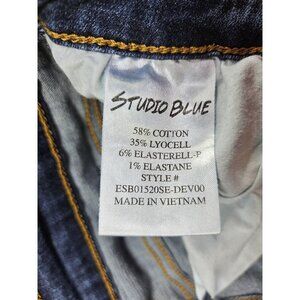 STUDIO BLUE
58% COTTON
35% LYOCELL
6% ELASTERELL-P
1% ELASTANE
STYLE #
ESB01520SE-DEV00
MADE IN VIETNAM